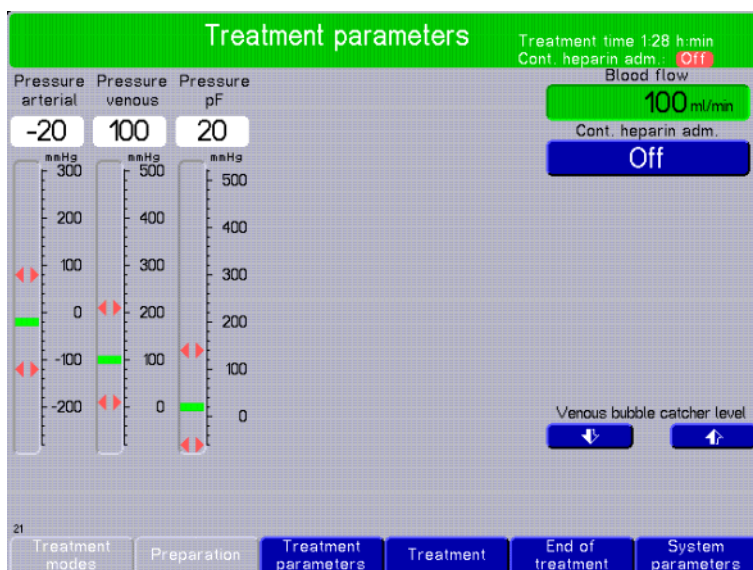 Treatment parameters
Treatment time 1:28 h:min
Cont. heparin adm.: Off
Pressure arterial
Pressure venous
Pressure pF
Blood flow
100 ml/min
-20
100
20
Cont. heparin adm.
Off
mmHg
300
200
100
0
-100
-200
mmHg
500
400
300
200
100
0
mmHg
500
400
300
200
100
0
Venous bubble catcher level
21
Treatment modes
Preparation
Treatment parameters
Treatment
End of treatment
System parameters